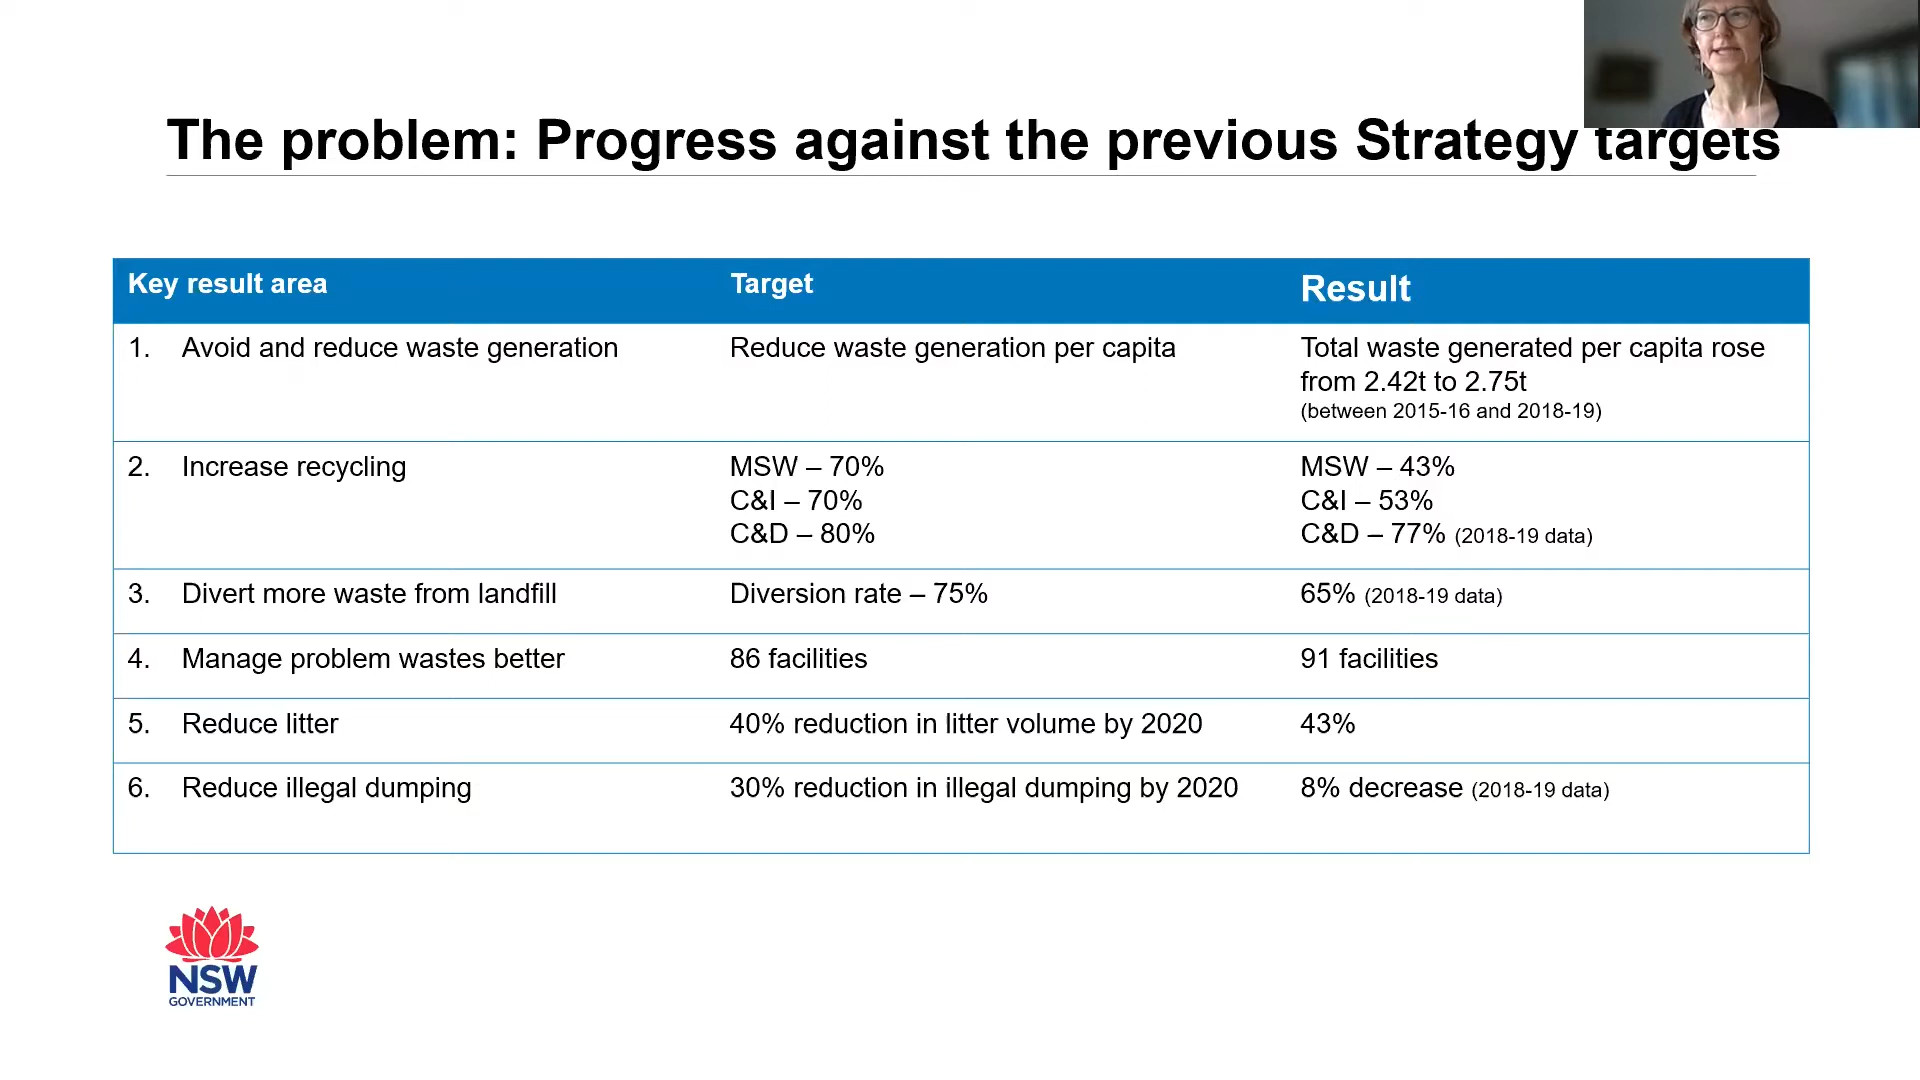 The problem: Progress against the previous Strategy targets
Key result area Target Result
1. Avoid and reduce waste generation Reduce waste generation per capita Total waste generated per capita rose
from 2.42t to 2.75t
(between 2015-16 and 2018-19)
2. Increase recycling MSW – 70% MSW – 43%
C&I – 70% C&I – 53%
C&D – 80% C&D – 77% (2018-19 data)
3. Divert more waste from landfill Diversion rate – 75% 65% (2018-19 data)
4. Manage problem wastes better 86 facilities 91 facilities
5. Reduce litter 40% reduction in litter volume by 2020 43%
6. Reduce illegal dumping 30% reduction in illegal dumping by 2020 8% decrease (2018-19 data)
NSW
GOVERNMENT